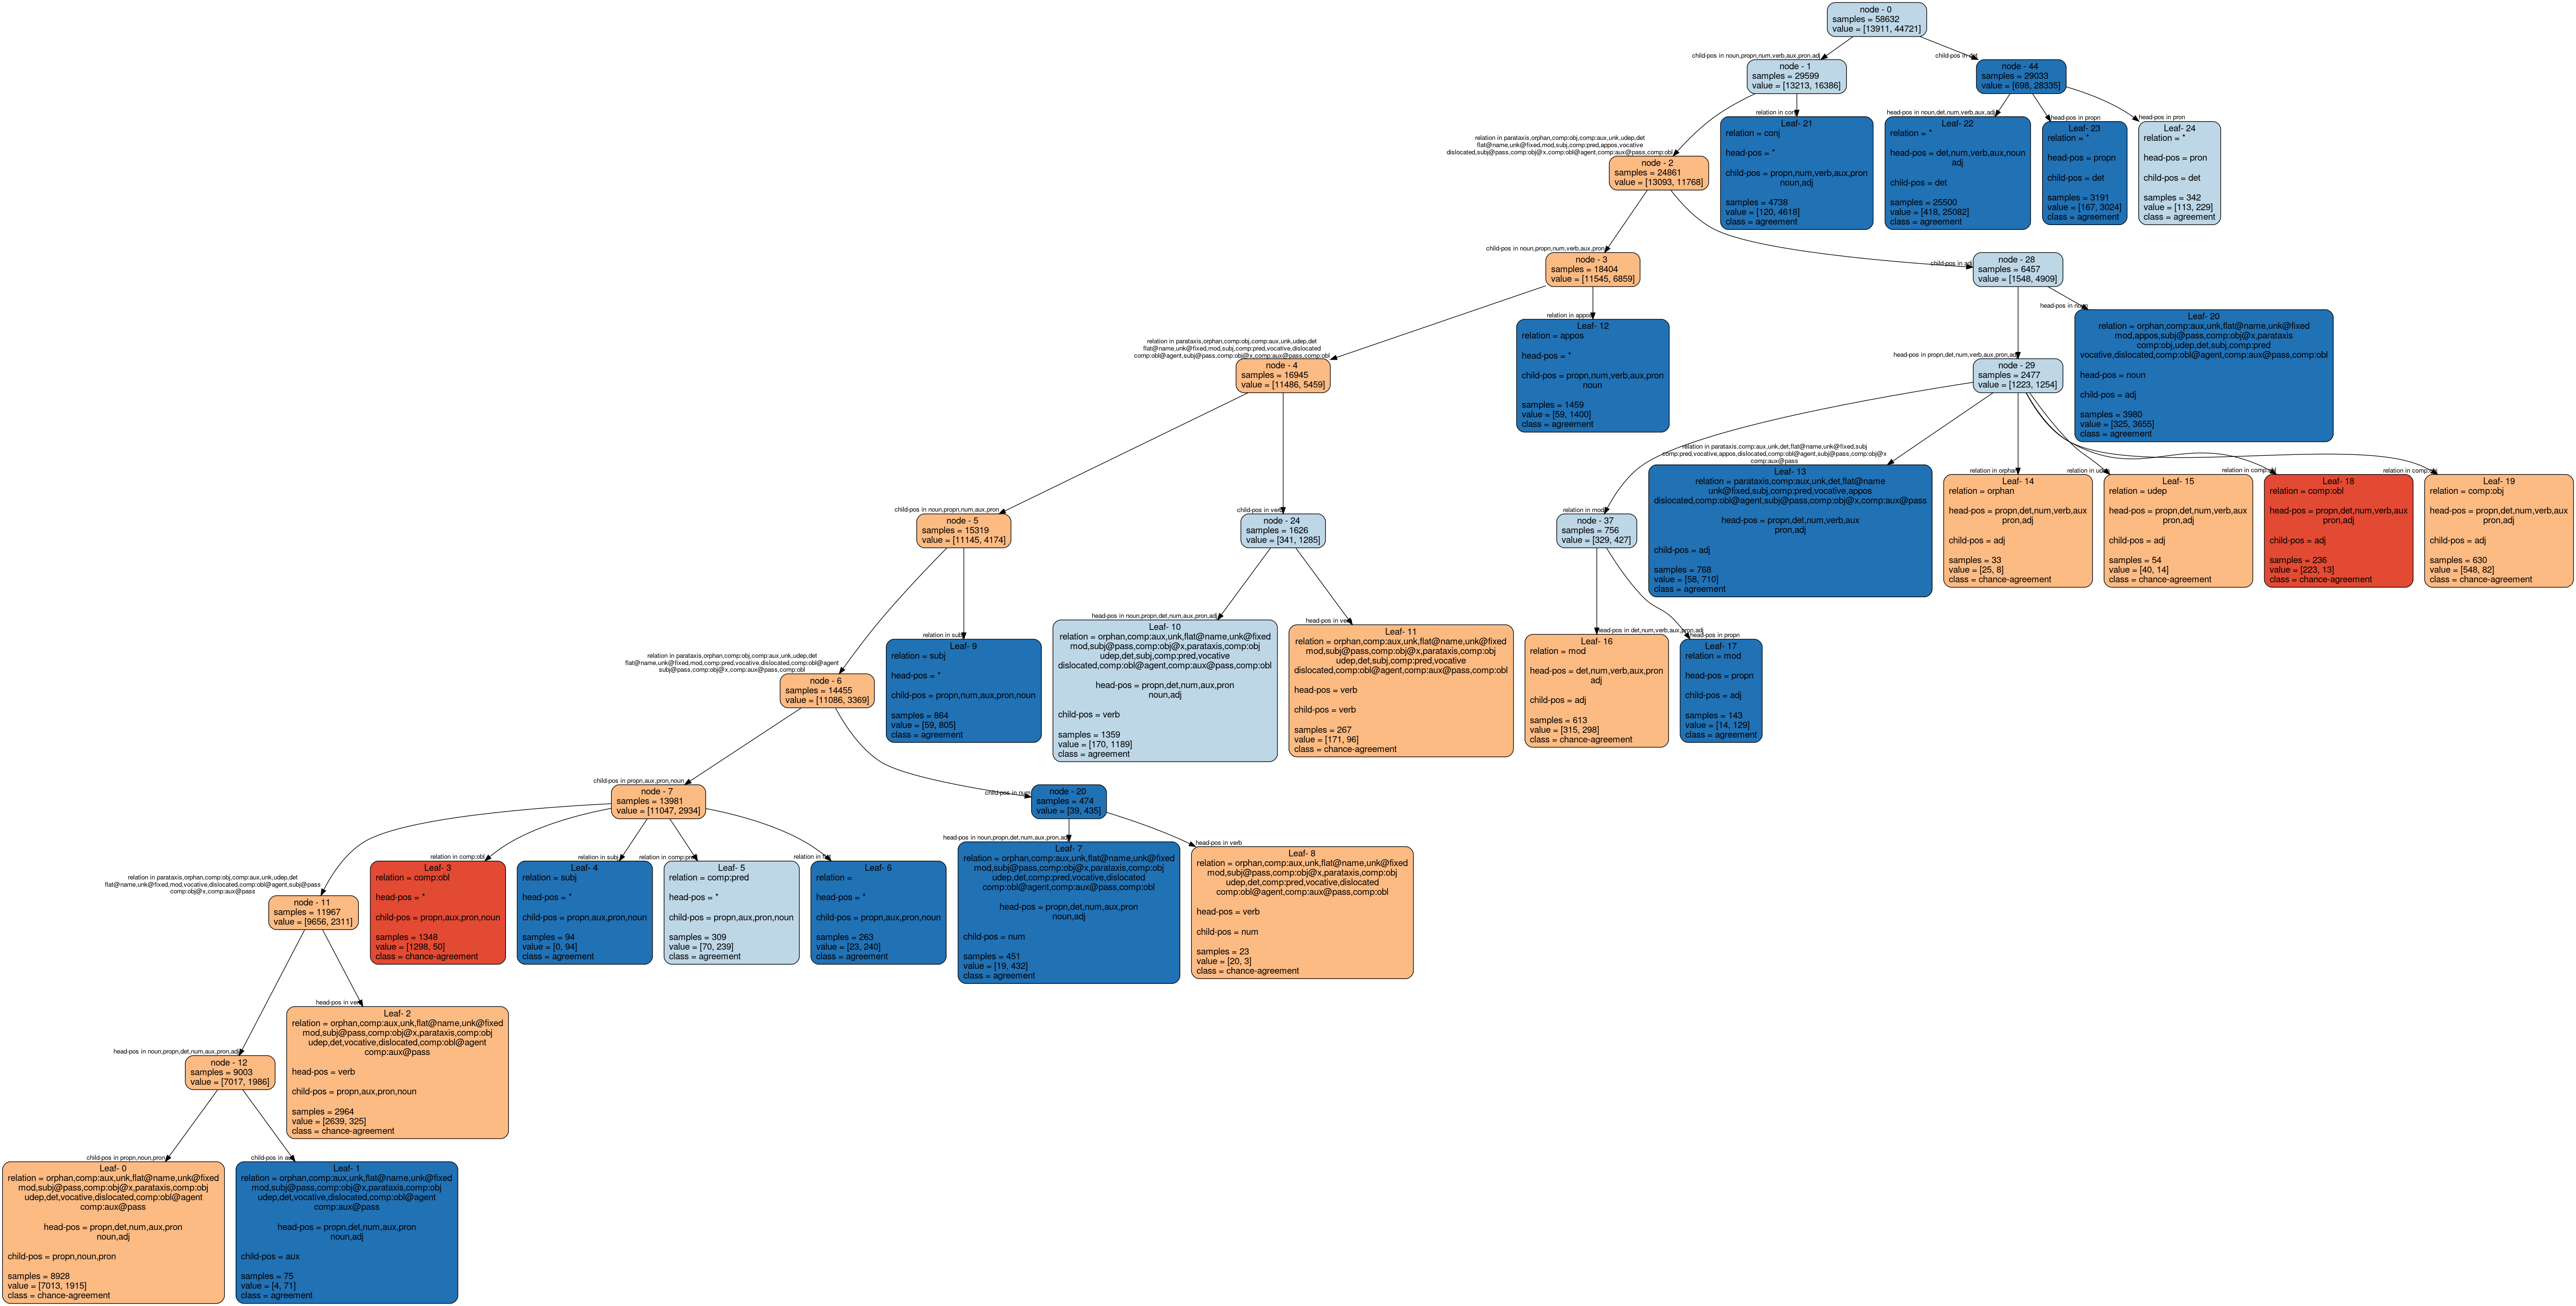 node - 0
samples = 58632
value = [13911, 44721]
child-pos in noun,propn,num,verb,aux,pron,adj
child-pos in det
node - 1
samples = 29599
value = [13213, 16386]
node - 44
samples = 29033
value = [698, 28335]
relation in parataxis,orphan,comp:obj,comp:aux,unk,udep,det
flat@name,unk@fixed,mod,subj,comp:pred,appos,vocative
dislocated,subj@pass,comp:obj@x,comp:obl@agent,comp:aux@pass,comp:obl
relation in conj
head-pos in noun,det,num,verb,aux,adj
head-pos in propn
head-pos in pron
node - 2
samples = 24861
value = [13093, 11768]
Leaf- 21
relation = conj
head-pos = *
child-pos = propn,num,verb,aux,pron
noun,adj
samples = 4738
value = [120, 4618]
class = agreement
Leaf- 22
relation = *
head-pos = det,num,verb,aux,noun
adj
child-pos = det
samples = 25500
value = [418, 25082]
class = agreement
Leaf- 23
relation = *
head-pos = propn
child-pos = det
samples = 3191
value = [167, 3024]
class = agreement
Leaf- 24
relation = *
head-pos = pron
child-pos = det
samples = 342
value = [113, 229]
class = agreement
child-pos in noun,propn,num,verb,aux,pron
child-pos in adj
node - 3
samples = 18404
value = [11545, 6859]
node - 28
samples = 6457
value = [1548, 4909]
relation in parataxis,orphan,comp:obj,comp:aux,unk,udep,det
flat@name,unk@fixed,mod,subj,comp:pred,vocative,dislocated
comp:obl@agent,subj@pass,comp:obj@x,comp:aux@pass,comp:obl
relation in appos
head-pos in propn,det,num,verb,aux,pron,adj
head-pos in noun
node - 4
samples = 16945
value = [11486, 5459]
Leaf- 12
relation = appos
head-pos = *
child-pos = propn,num,verb,aux,pron
noun
samples = 1459
value = [59, 1400]
class = agreement
node - 29
samples = 2477
value = [1223, 1254]
Leaf- 20
relation = orphan,comp:aux,unk,flat@name,unk@fixed
mod,appos,subj@pass,comp:obj@x,parataxis
comp:obj,udep,det,subj,comp:pred
vocative,dislocated,comp:obl@agent,comp:aux@pass,comp:obl
head-pos = noun
child-pos = adj
samples = 3980
value = [325, 3655]
class = agreement
child-pos in noun,propn,num,aux,pron
child-pos in verb
relation in mod
relation in parataxis,comp:aux,unk,det,flat@name,unk@fixed,subj
comp:pred,vocative,appos,dislocated,comp:obl@agent,subj@pass,comp:obj@x
comp:aux@pass
relation in orphan
relation in udep
relation in comp:obl
relation in comp:obj
node - 5
samples = 15319
value = [11145, 4174]
node - 24
samples = 1626
value = [341, 1285]
node - 37
samples = 756
value = [329, 427]
Leaf- 13
relation = parataxis,comp:aux,unk,det,flat@name
unk@fixed,subj,comp:pred,vocative,appos
dislocated,comp:obl@agent,subj@pass,comp:obj@x,comp:aux@pass
head-pos = propn,det,num,verb,aux
pron,adj
child-pos = adj
samples = 768
value = [58, 710]
class = agreement
Leaf- 14
relation = orphan
head-pos = propn,det,num,verb,aux
pron,adj
child-pos = adj
samples = 33
value = [25, 8]
class = chance-agreement
Leaf- 15
relation = udep
head-pos = propn,det,num,verb,aux
pron,adj
child-pos = adj
samples = 54
value = [40, 14]
class = chance-agreement
Leaf- 18
relation = comp:obl
head-pos = propn,det,num,verb,aux
pron,adj
child-pos = adj
samples = 236
value = [223, 13]
class = chance-agreement
Leaf- 19
relation = comp:obj
head-pos = propn,det,num,verb,aux
pron,adj
child-pos = adj
samples = 630
value = [548, 82]
class = chance-agreement
relation in parataxis,orphan,comp:obj,comp:aux,unk,udep,det
flat@name,unk@fixed,mod,comp:pred,vocative,dislocated,comp:obl@agent
subj@pass,comp:obj@x,comp:aux@pass,comp:obl
relation in subj
head-pos in noun,propn,det,num,aux,pron,adj
head-pos in verb
head-pos in det,num,verb,aux,pron,adj
head-pos in propn
node - 6
samples = 14455
value = [11086, 3369]
Leaf- 9
relation = subj
head-pos = *
child-pos = propn,num,aux,pron,noun
samples = 864
value = [59, 805]
class = agreement
Leaf- 10
relation = orphan,comp:aux,unk,flat@name,unk@fixed
mod,subj@pass,comp:obj@x,parataxis,comp:obj
udep,det,subj,comp:pred,vocative
dislocated,comp:obl@agent,comp:aux@pass,comp:obl
head-pos = propn,det,num,aux,pron
noun,adj
child-pos = verb
samples = 1359
value = [170, 1189]
class = agreement
Leaf- 11
relation = orphan,comp:aux,unk,flat@name,unk@fixed
mod,subj@pass,comp:obj@x,parataxis,comp:obj
udep,det,subj,comp:pred,vocative
dislocated,comp:obl@agent,comp:aux@pass,comp:obl
head-pos = verb
child-pos = verb
samples = 267
value = [171, 96]
class = chance-agreement
Leaf- 16
relation = mod
head-pos = det,num,verb,aux,pron
adj
child-pos = adj
samples = 613
value = [315, 298]
class = chance-agreement
Leaf- 17
relation = mod
head-pos = propn
child-pos = adj
samples = 143
value = [14, 129]
class = agreement
child-pos in propn,aux,pron,noun
child-pos in num
node - 7
samples = 13981
value = [11047, 2934]
node - 20
samples = 474
value = [39, 435]
relation in parataxis,orphan,comp:obj,comp:aux,unk,udep,det
flat@name,unk@fixed,mod,vocative,dislocated,comp:obl@agent,subj@pass
comp:obj@x,comp:aux@pass
relation in comp:obl
relation in subj
relation in comp:pred
relation in flat
head-pos in noun,propn,det,num,aux,pron,adj
head-pos in verb
node - 11
samples = 11967
value = [9656, 2311]
Leaf- 3
relation = comp:obl
head-pos = *
child-pos = propn,aux,pron,noun
samples = 1348
value = [1298, 50]
class = chance-agreement
Leaf- 4
relation = subj
head-pos = *
child-pos = propn,aux,pron,noun
samples = 94
value = [0, 94]
class = agreement
Leaf- 5
relation = comp:pred
head-pos = *
child-pos = propn,aux,pron,noun
samples = 309
value = [70, 239]
class = agreement
Leaf- 6
relation =
head-pos = *
child-pos = propn,aux,pron,noun
samples = 263
value = [23, 240]
class = agreement
Leaf- 7
relation = orphan,comp:aux,unk,flat@name,unk@fixed
mod,subj@pass,comp:obj@x,parataxis,comp:obj
udep,det,comp:pred,vocative,dislocated
comp:obl@agent,comp:aux@pass,comp:obl
head-pos = propn,det,num,aux,pron
noun,adj
child-pos = num
samples = 451
value = [19, 432]
class = agreement
Leaf- 8
relation = orphan,comp:aux,unk,flat@name,unk@fixed
mod,subj@pass,comp:obj@x,parataxis,comp:obj
udep,det,comp:pred,vocative,dislocated
comp:obl@agent,comp:aux@pass,comp:obl
head-pos = verb
child-pos = num
samples = 23
value = [20, 3]
class = chance-agreement
head-pos in noun,propn,det,num,aux,pron,adj
head-pos in verb
node - 12
samples = 9003
value = [7017, 1986]
Leaf- 2
relation = orphan,comp:aux,unk,flat@name,unk@fixed
mod,subj@pass,comp:obj@x,parataxis,comp:obj
udep,det,vocative,dislocated,comp:obl@agent
comp:aux@pass
head-pos = verb
child-pos = propn,aux,pron,noun
samples = 2964
value = [2639, 325]
class = chance-agreement
child-pos in propn,noun,pron
child-pos in aux
Leaf- 0
relation = orphan,comp:aux,unk,flat@name,unk@fixed
mod,subj@pass,comp:obj@x,parataxis,comp:obj
udep,det,vocative,dislocated,comp:obl@agent
comp:aux@pass
head-pos = propn,det,num,aux,pron
noun,adj
child-pos = propn,noun,pron
samples = 8928
value = [7013, 1915]
class = chance-agreement
Leaf- 1
relation = orphan,comp:aux,unk,flat@name,unk@fixed
mod,subj@pass,comp:obj@x,parataxis,comp:obj
udep,det,vocative,dislocated,comp:obl@agent
comp:aux@pass
head-pos = propn,det,num,aux,pron
noun,adj
child-pos = aux
samples = 75
value = [4, 71]
class = agreement